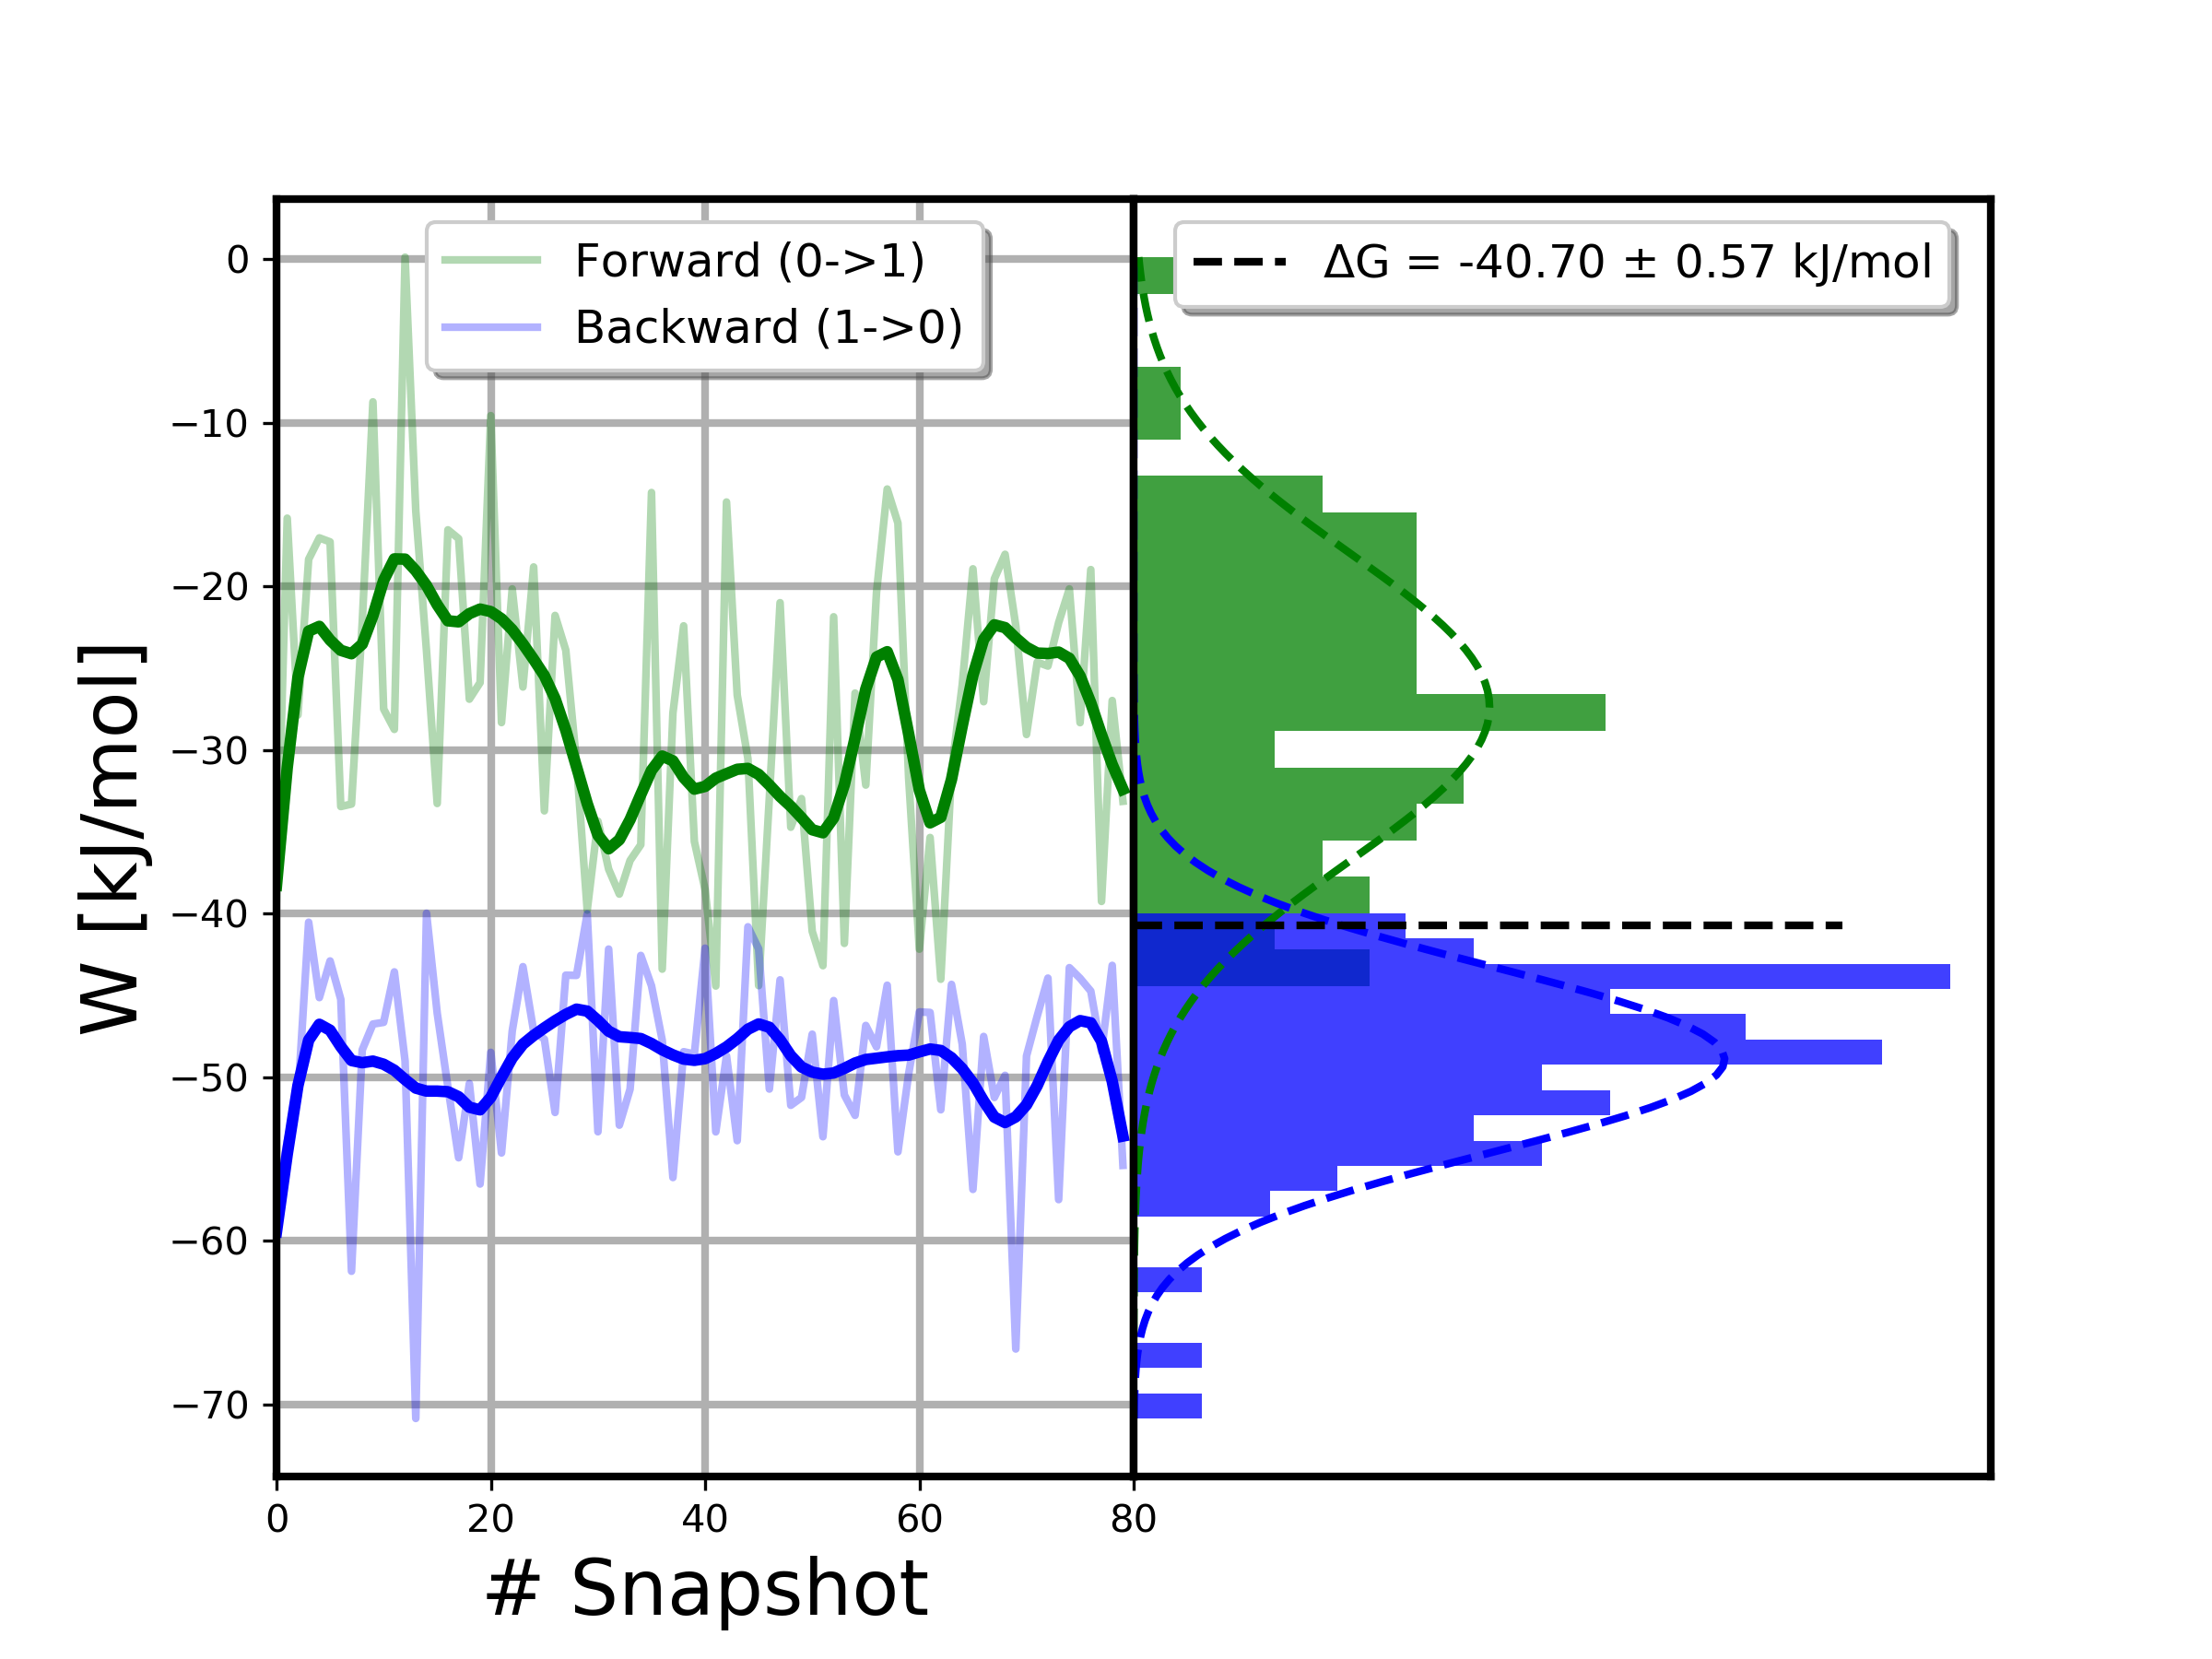 Forward (0->1)
Backward (1->0)
ΔG = -40.70 ± 0.57 kJ/mol
W [kJ/mol]
0
−10
−20
−30
−40
−50
−60
−70
0 20 40 60 80
# Snapshot